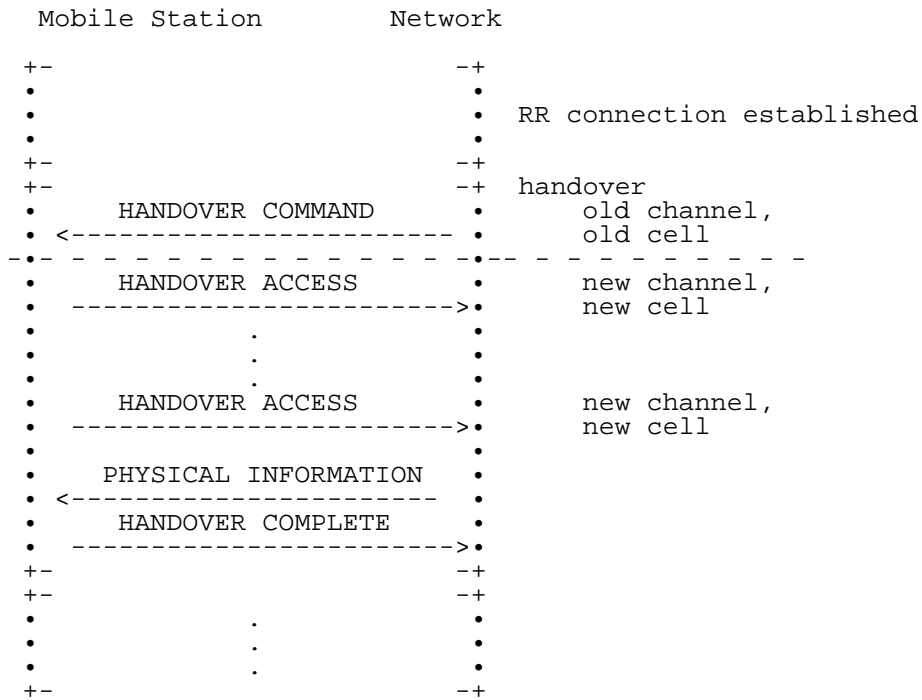 Mobile Station Network
+- -+
• •
• • RR connection established
• •
+- -+
+- -+ handover
• HANDOVER COMMAND • old channel,
• <------------------------ • old cell
- •- - - - - - - - - - - - - -•-- - - - - - - - -
• HANDOVER ACCESS • new channel,
• ------------------------>• new cell
• . •
• . •
• . •
• HANDOVER ACCESS • new channel,
• ------------------------>• new cell
• •
• PHYSICAL INFORMATION •
• <----------------------- •
• HANDOVER COMPLETE •
• ------------------------>•
+- -+
+- -+
• . •
• . •
• . •
+- -+